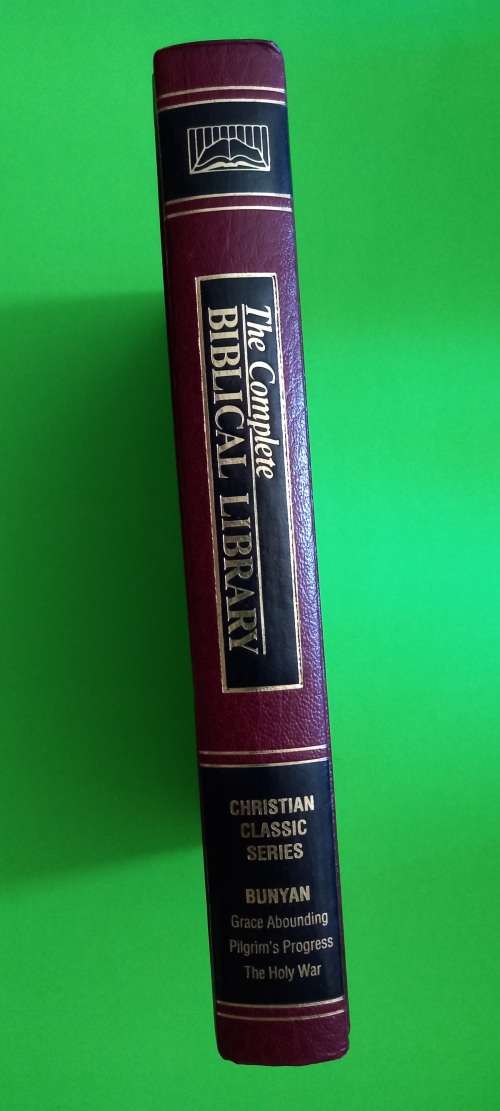 The Complete
BIBLICAL LIBRARY
CHRISTIAN
CLASSIC
SERIES
BUNYAN
Grace Abounding
Pilgrim's Progress
The Holy War